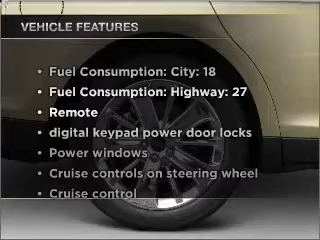 VEHICLE FEATURES
• Fuel Consumption: City: 18
• Fuel Consumption: Highway: 27
• Remote
• digital keypad power door locks
• Power windows
• Cruise controls on steering wheel
• Cruise control